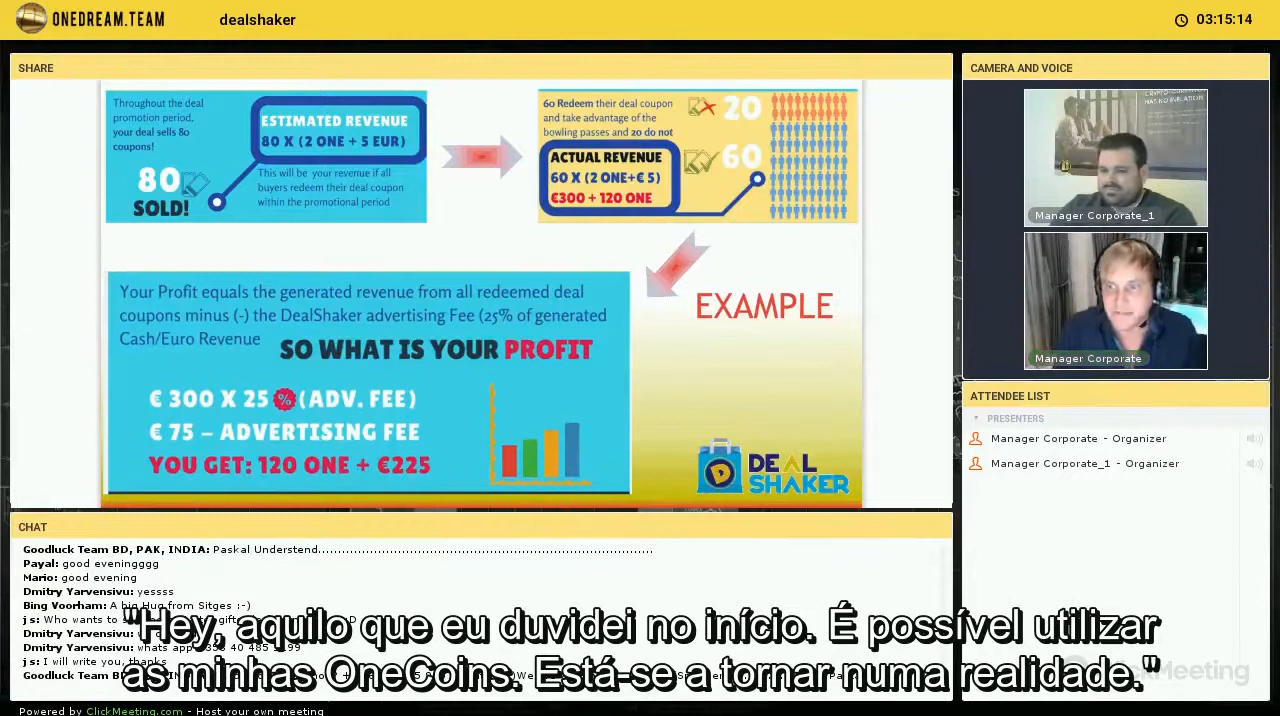 ONEDREAM.TEAM
dealshaker
03:15:14
SHARE
Throughout the deal
promotion period,
your deal sells 80
coupons!
80
SOLD!
ESTIMATED REVENUE
80 X (2 ONE + 5 EUR)
This will be your revenue if all
buyers redeem their deal coupon
within the promotional period
60 Redeem their deal coupon
and take advantage of the
bowling passes and 20 do not
20
60
ACTUAL REVENUE
60 X (2 ONE+€ 5)
€300 + 120 ONE
EXAMPLE
Your Profit equals the generated revenue from all redeemed deal
coupons minus (-) the DealShaker advertising Fee (25% of generated
Cash/Euro Revenue
SO WHAT IS YOUR PROFIT
€ 300 X 25 % (ADV. FEE)
€ 75 – ADVERTISING FEE
YOU GET: 120 ONE + €225
DEAL
SHAKER
CAMERA AND VOICE
HAS NO INFLATION
Manager Corporate_1
Manager Corporate
ATTENDEE LIST
PRESENTERS
Manager Corporate - Organizer
Manager Corporate_1 - Organizer
CHAT
Goodluck Team BD, PAK, INDIA: Paskal Understend...................................................................................
Payal: good eveningggg
Mario: good evening
Dmitry Yarvensivu: yessss
Bing Voorham: A big Hug from Sitges :-)
j s: Who wants to
Dmitry Yarvensivu:
Dmitry Yarvensivu: whats app
j s: I will write you, thanks
Goodluck Team BD,
"Hey, aquilo que eu duvidei no início. É possível utilizar
as minhas OneCoins. Está-se a tornar numa realidade."
ClickMeeting
Powered by ClickMeeting.com - Host your own meeting